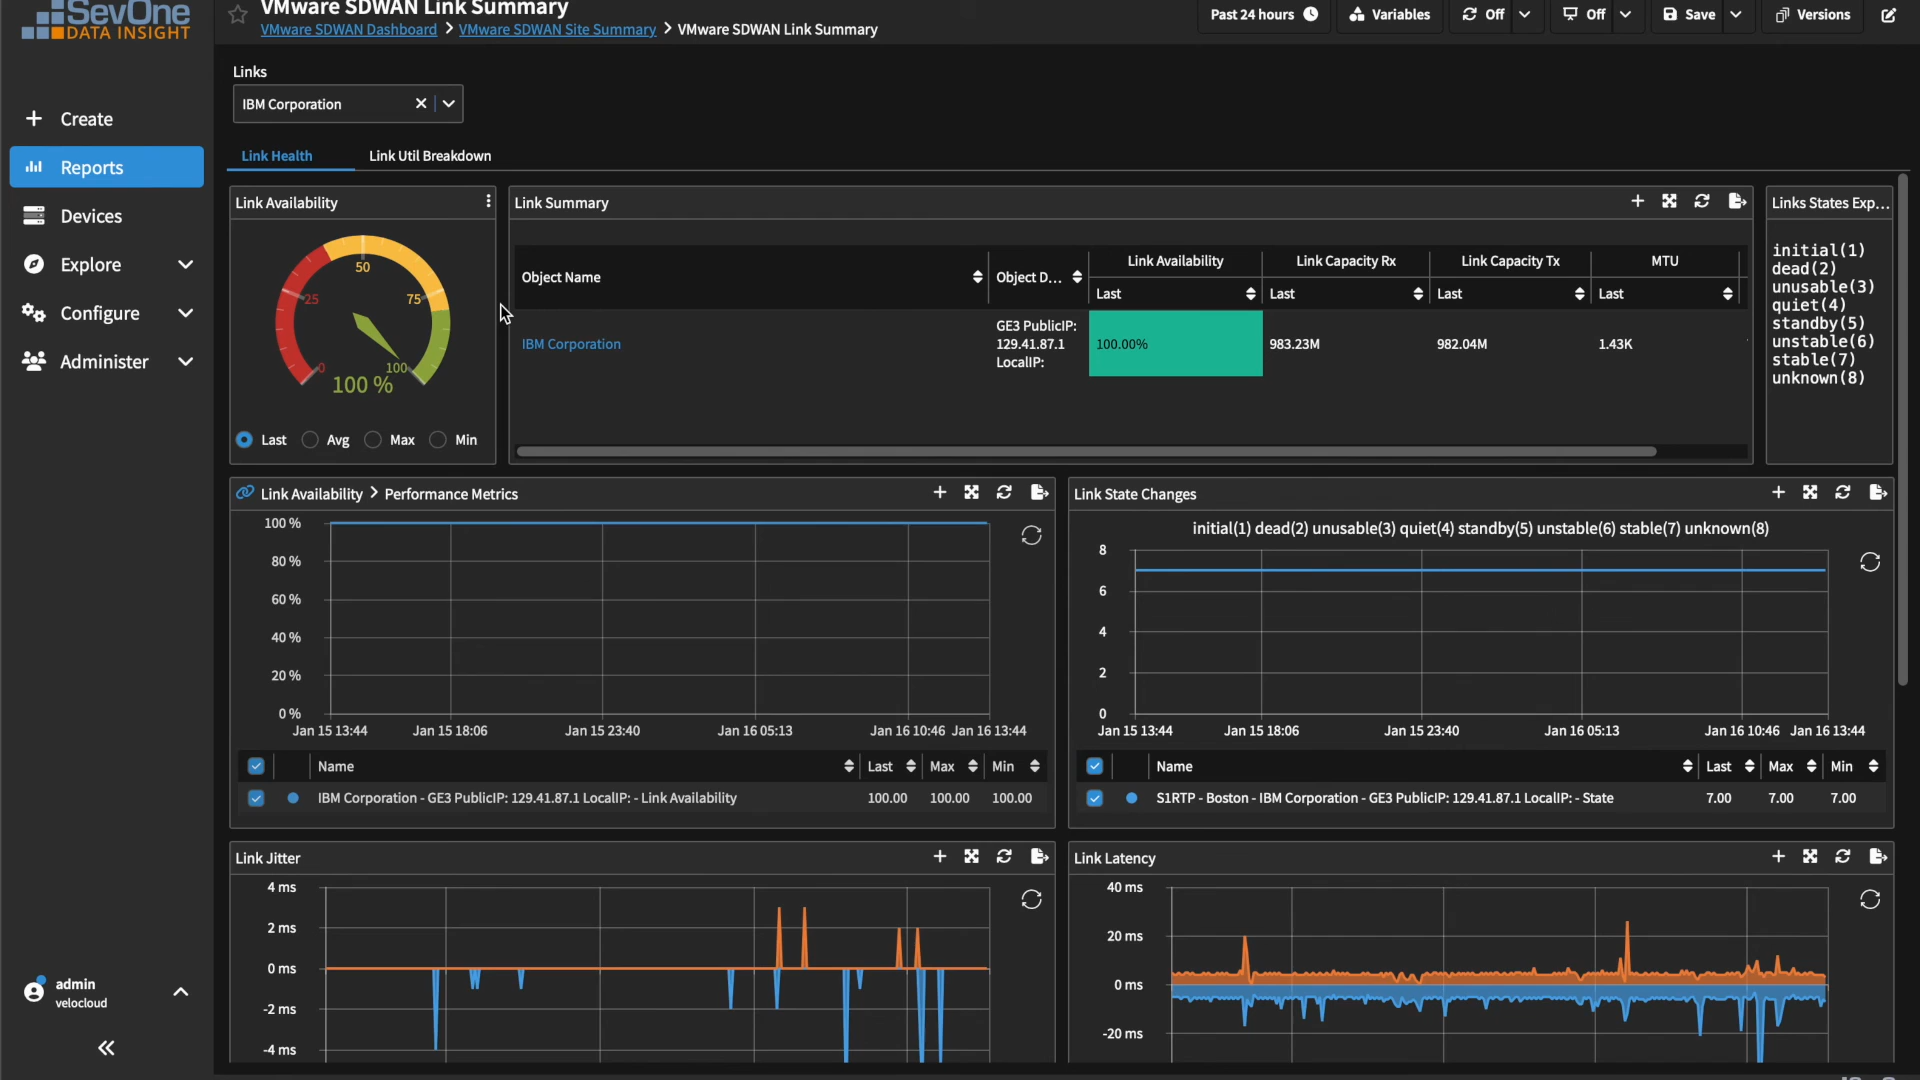 SevOne
DATA INSIGHT
VMware SDWAN Link Summary
VMware SDWAN Dashboard > VMware SDWAN Site Summary > VMware SDWAN Link Summary
Past 24 hours
Variables
Off
Off
Save
Versions
Create
Reports
Devices
Explore
Configure
Administer
admin
velocloud
Links
IBM Corporation
Link Health
Link Util Breakdown
Link Availability
0
25
50
75
100
100 %
Last Avg Max Min
Link Summary
Object Name
Object D...
Link Availability
Link Capacity Rx
Link Capacity Tx
MTU
Last
Last
Last
Last
IBM Corporation
GE3 PublicIP:
129.41.87.1
LocalIP:
100.00%
983.23M
982.04M
1.43K
Links States Exp...
initial(1)
dead(2)
unusable(3)
quiet(4)
standby(5)
unstable(6)
stable(7)
unknown(8)
Link Availability > Performance Metrics
100 %
80 %
60 %
40 %
20 %
0 %
Jan 15 13:44 Jan 15 18:06 Jan 15 23:40 Jan 16 05:13 Jan 16 10:46 Jan 16 13:44
Name Last Max Min
IBM Corporation - GE3 PublicIP: 129.41.87.1 LocalIP: - Link Availability 100.00 100.00 100.00
Link State Changes
initial(1) dead(2) unusable(3) quiet(4) standby(5) unstable(6) stable(7) unknown(8)
8
6
4
2
0
Jan 15 13:44 Jan 15 18:06 Jan 15 23:40 Jan 16 05:13 Jan 16 10:46 Jan 16 13:44
Name Last Max Min
S1RTP - Boston - IBM Corporation - GE3 PublicIP: 129.41.87.1 LocalIP: - State 7.00 7.00 7.00
Link Jitter
4 ms
2 ms
0 ms
-2 ms
-4 ms
Link Latency
40 ms
20 ms
0 ms
-20 ms